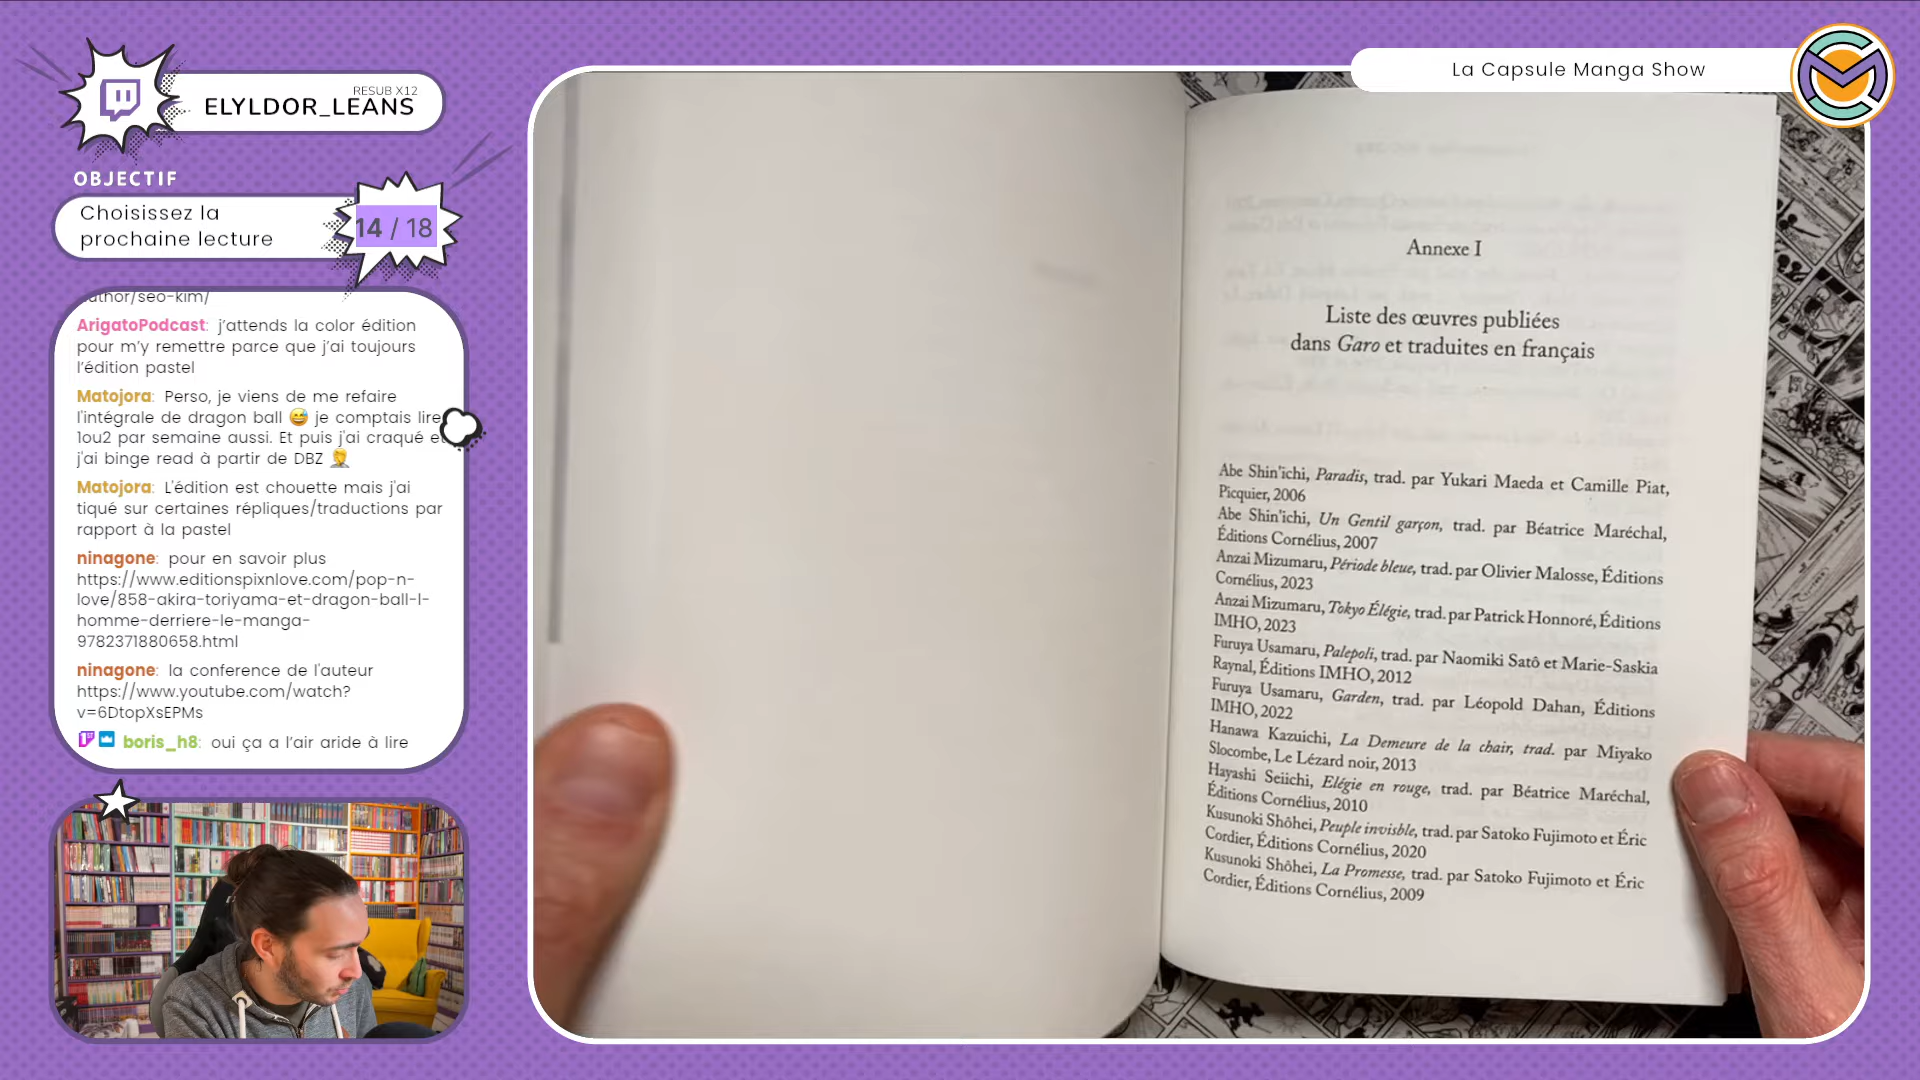 La Capsule Manga Show
RESUB X12
ELYLDOR_LEANS
OBJECTIF
Choisissez la
prochaine lecture
14 / 18
author/seo-kim/
ArigatoPodcast: j'attends la color édition
pour m'y remettre parce que j'ai toujours
l'édition pastel
Matojora: Perso, je viens de me refaire
l'intégrale de dragon ball 😅 je comptais lire
1ou2 par semaine aussi. Et puis j'ai craqué et
j'ai binge read à partir de DBZ 🤦
Matojora: L'édition est chouette mais j'ai
tiqué sur certaines répliques/traductions par
rapport à la pastel
ninagone: pour en savoir plus
https://www.editionspixnlove.com/pop-n-
love/858-akira-toriyama-et-dragon-ball-l-
homme-derriere-le-manga-
9782371880658.html
ninagone: la conference de l'auteur
https://www.youtube.com/watch?
v=6DtopXsEPMs
boris_h8: oui ça a l'air aride à lire
Annexe I
Liste des œuvres publiées
dans Garo et traduites en français
Abe Shin'ichi, Paradis, trad. par Yukari Maeda et Camille Piat,
Picquier, 2006
Abe Shin'ichi, Un Gentil garçon, trad. par Béatrice Maréchal,
Éditions Cornélius, 2007
Anzai Mizumaru, Période bleue, trad. par Olivier Malosse, Éditions
Cornélius, 2023
Anzai Mizumaru, Tokyo Élégie, trad. par Patrick Honnoré, Éditions
IMHO, 2023
Furuya Usamaru, Palepoli, trad. par Naomiki Satô et Marie-Saskia
Raynal, Éditions IMHO, 2012
Furuya Usamaru, Garden, trad. par Léopold Dahan, Éditions
IMHO, 2022
Hanawa Kazuichi, La Demeure de la chair, trad. par Miyako
Slocombe, Le Lézard noir, 2013
Hayashi Seiichi, Elégie en rouge, trad. par Béatrice Maréchal,
Éditions Cornélius, 2010
Kusunoki Shôhei, Peuple invisble, trad. par Satoko Fujimoto et Éric
Cordier, Éditions Cornélius, 2020
Kusunoki Shôhei, La Promesse, trad. par Satoko Fujimoto et Éric
Cordier, Éditions Cornélius, 2009